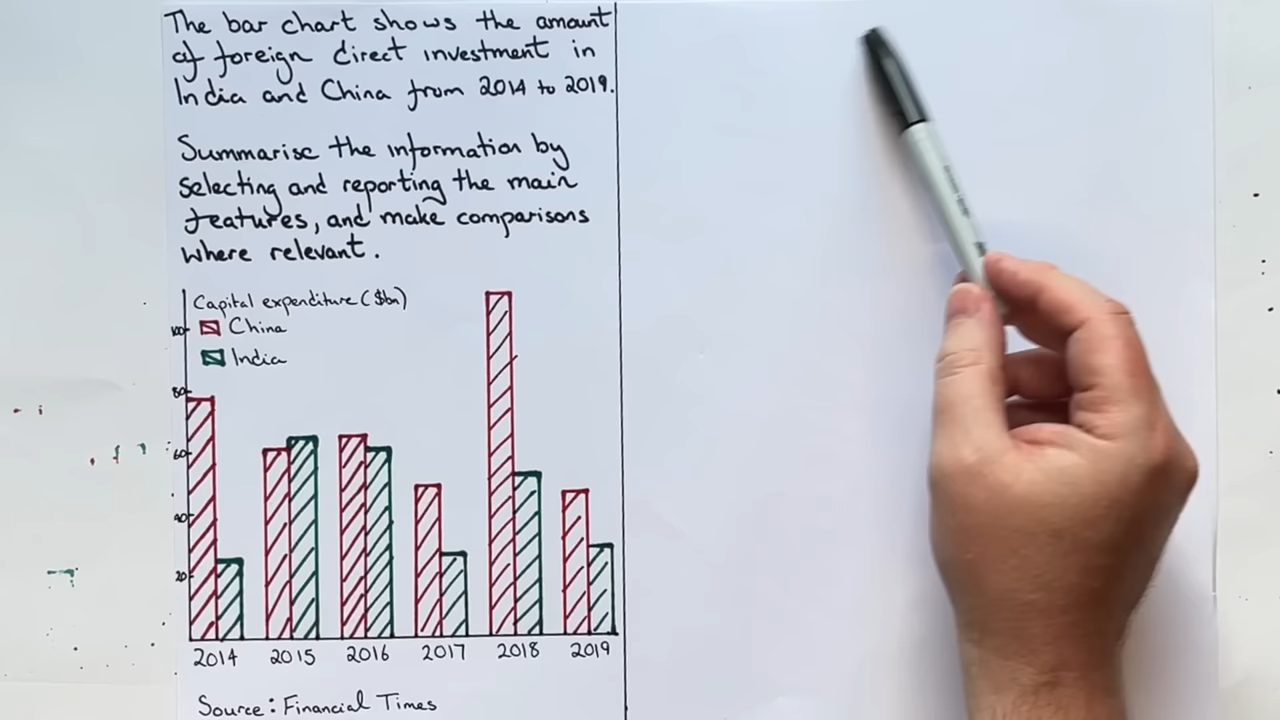 The bar chart shows the amount
of foreign direct investment in
India and China from 2014 to 2019.
Summarise the information by
selecting and reporting the main
features, and make comparisons
where relevant.
Capital expenditure ($bn)
China
India
100
80
60
40
20
2014 2015 2016 2017 2018 2019
Source: Financial Times